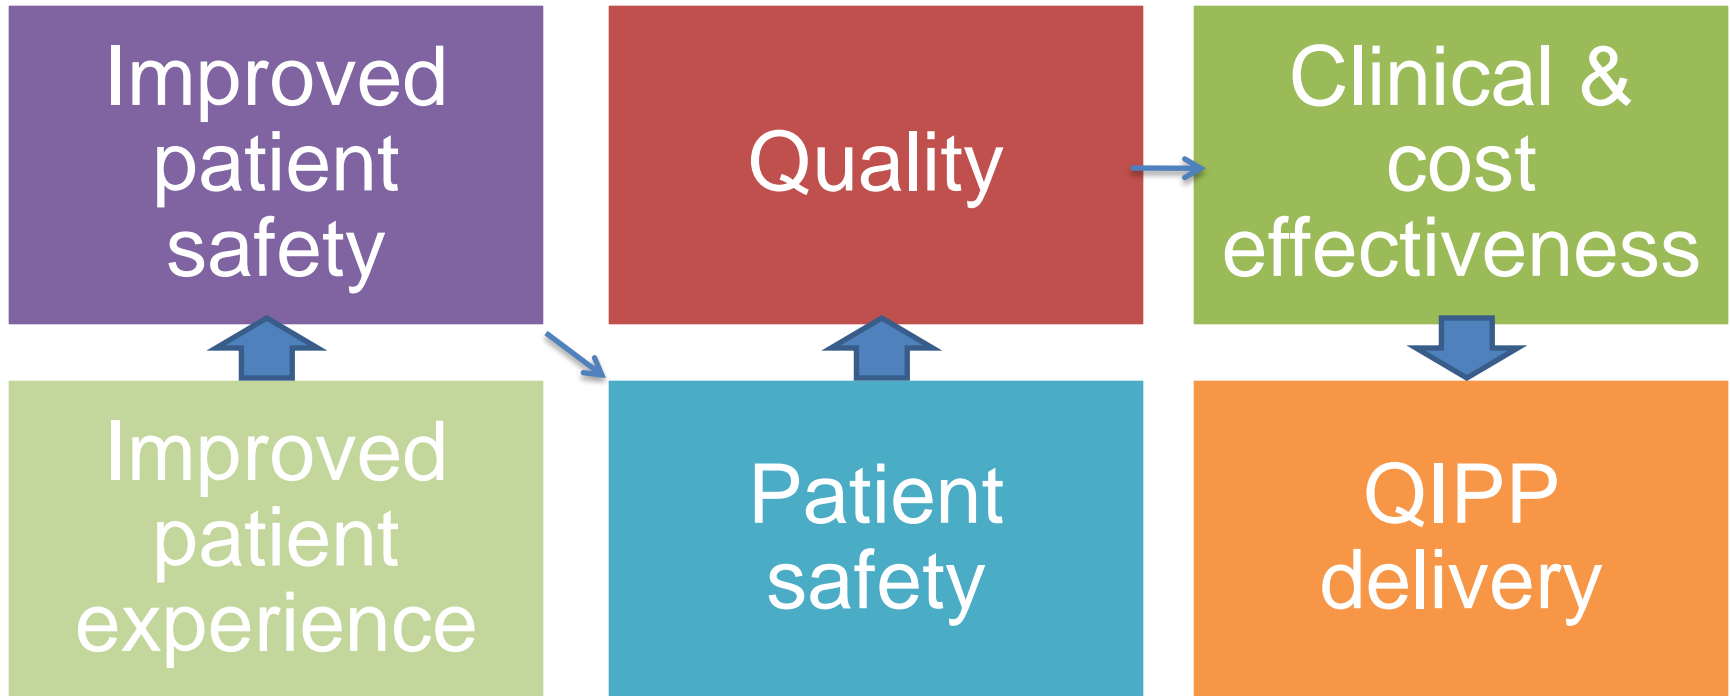 Improved
patient
safety
Quality
Clinical &
cost
effectiveness
Improved
patient
experience
Patient
safety
QIPP
delivery